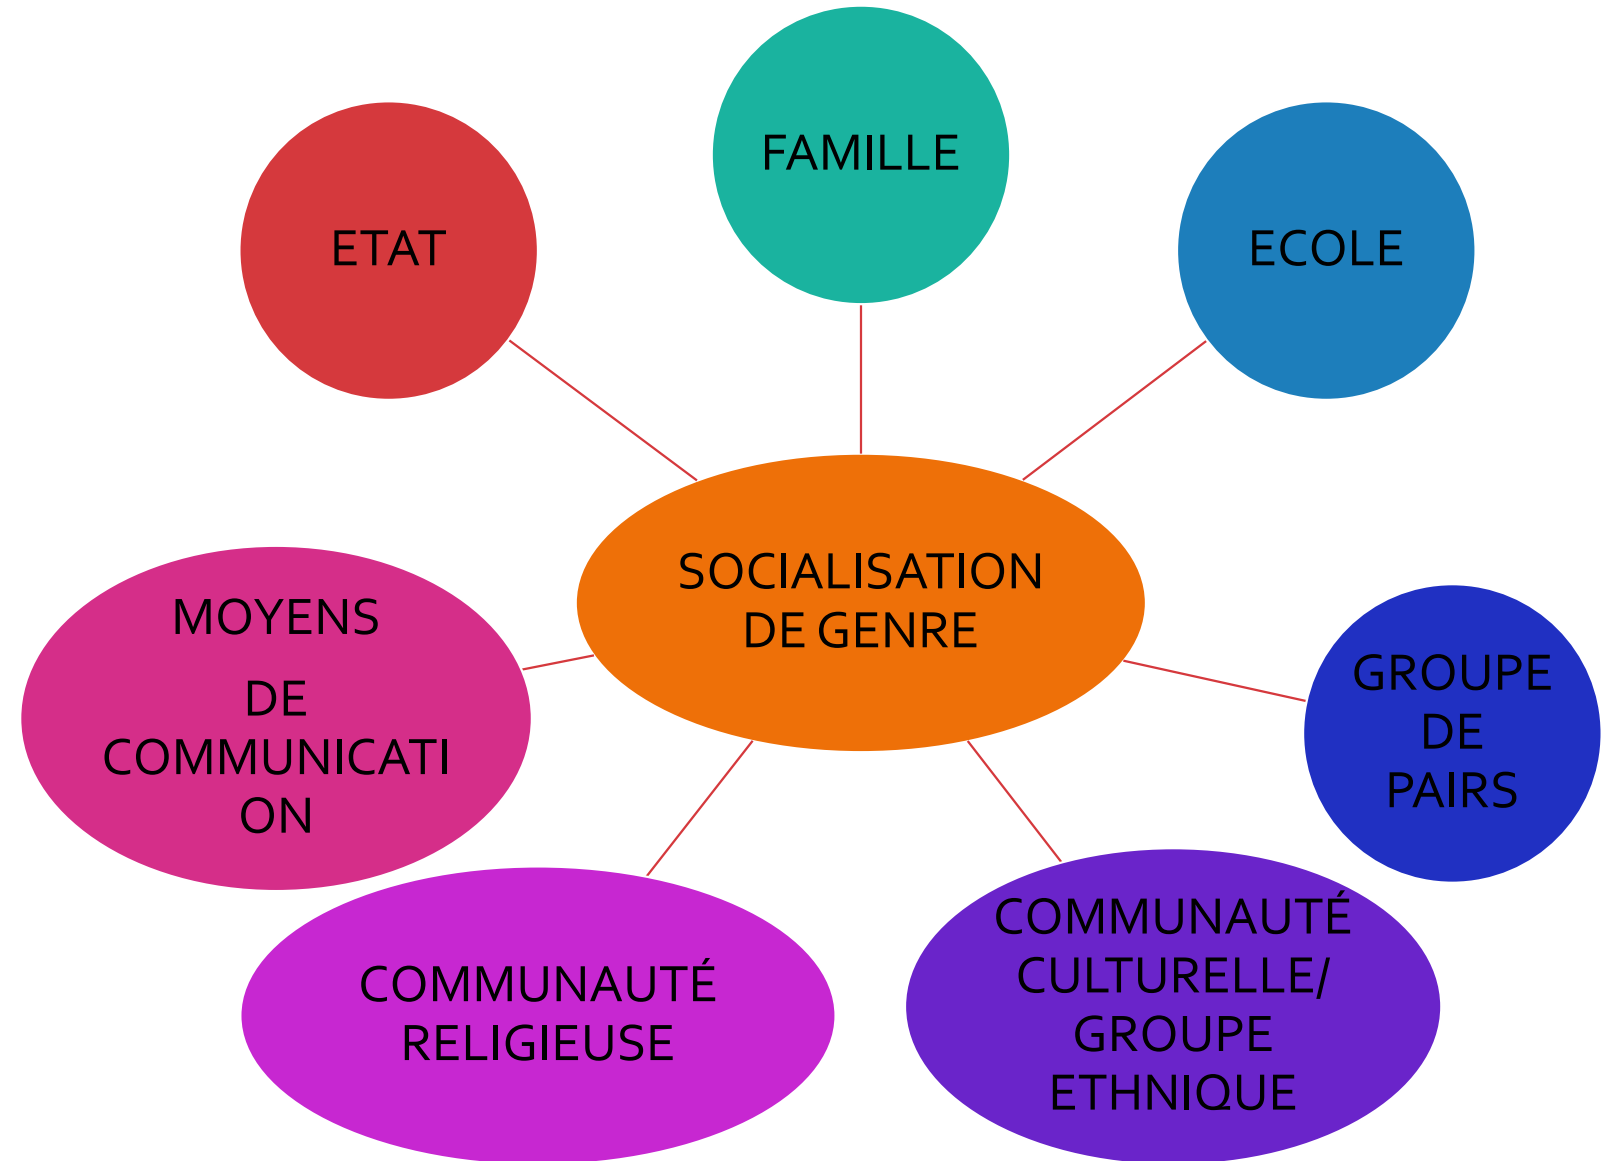 FAMILLE
ETAT
ECOLE
SOCIALISATION
DE GENRE
MOYENS
DE
COMMUNICATI
ON
GROUPE
DE
PAIRS
COMMUNAUTÉ
RELIGIEUSE
COMMUNAUTÉ
CULTURELLE/
GROUPE
ETHNIQUE